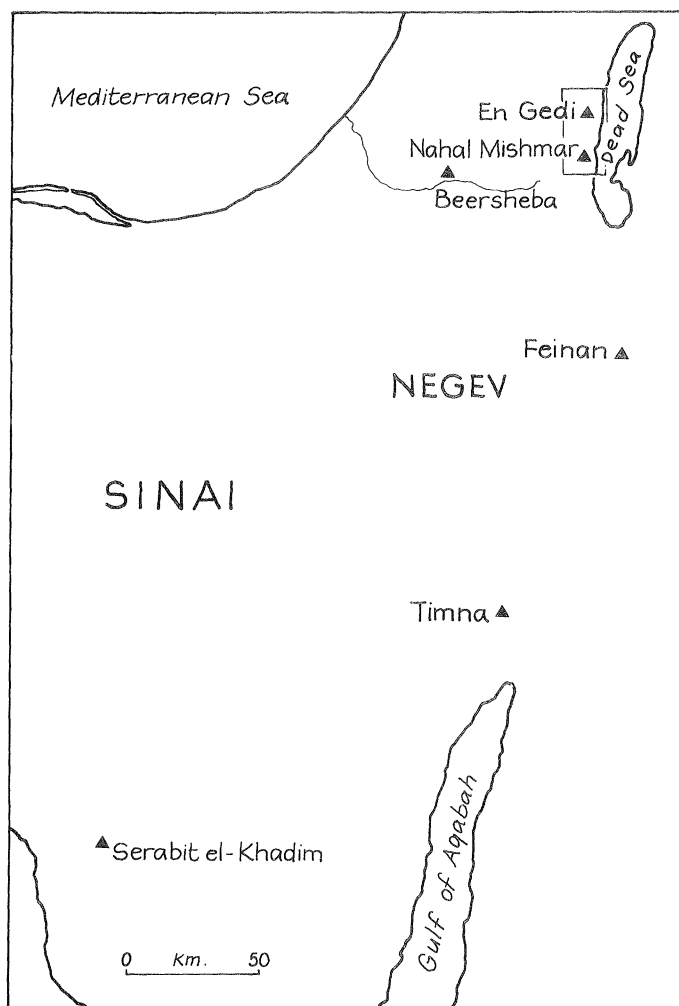 Mediterranean Sea
Dead Sea
En Gedi
Nahal Mishmar
Beersheba
Feinan
NEGEV
SINAI
Timna
Gulf of Aqabah
Serabit el-Khadim
0 Km. 50